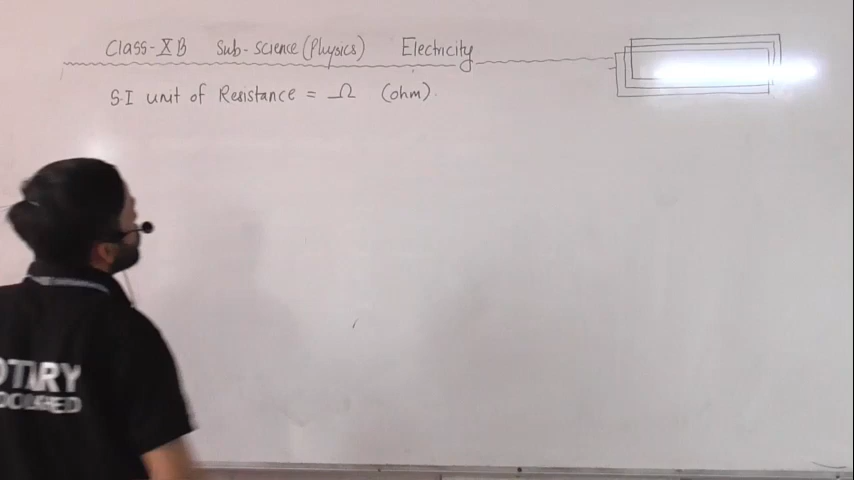 Class-X B Sub-science (Physics) Electricity
S.I unit of Resistance = Ω (ohm).